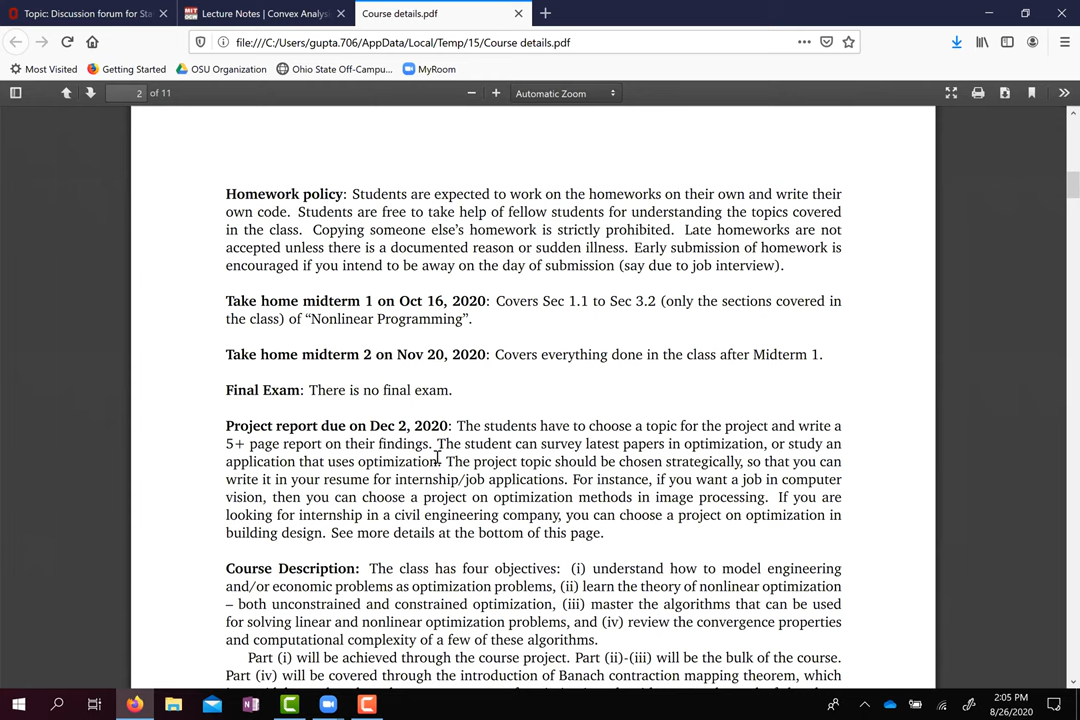 Topic: Discussion forum for Sta
Lecture Notes | Convex Analysi
Course details.pdf
file:///C:/Users/gupta.706/AppData/Local/Temp/15/Course details.pdf
Most Visited Getting Started OSU Organization Ohio State Off-Campu... MyRoom
2 of 11 Automatic Zoom
Homework policy: Students are expected to work on the homeworks on their own and write their
own code. Students are free to take help of fellow students for understanding the topics covered
in the class. Copying someone else's homework is strictly prohibited. Late homeworks are not
accepted unless there is a documented reason or sudden illness. Early submission of homework is
encouraged if you intend to be away on the day of submission (say due to job interview).
Take home midterm 1 on Oct 16, 2020: Covers Sec 1.1 to Sec 3.2 (only the sections covered in
the class) of “Nonlinear Programming”.
Take home midterm 2 on Nov 20, 2020: Covers everything done in the class after Midterm 1.
Final Exam: There is no final exam.
Project report due on Dec 2, 2020: The students have to choose a topic for the project and write a
5+ page report on their findings. The student can survey latest papers in optimization, or study an
application that uses optimization. The project topic should be chosen strategically, so that you can
write it in your resume for internship/job applications. For instance, if you want a job in computer
vision, then you can choose a project on optimization methods in image processing. If you are
looking for internship in a civil engineering company, you can choose a project on optimization in
building design. See more details at the bottom of this page.
Course Description: The class has four objectives: (i) understand how to model engineering
and/or economic problems as optimization problems, (ii) learn the theory of nonlinear optimization
– both unconstrained and constrained optimization, (iii) master the algorithms that can be used
for solving linear and nonlinear optimization problems, and (iv) review the convergence properties
and computational complexity of a few of these algorithms.
Part (i) will be achieved through the course project. Part (ii)-(iii) will be the bulk of the course.
Part (iv) will be covered through the introduction of Banach contraction mapping theorem, which
2:05 PM
8/26/2020